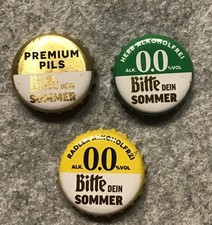 PREMIUM
PILS
Bitte DEIN
SOMMER
HERB ALKOHOLFREI
ALK. 0.0 %VOL
Bitte DEIN
SOMMER
RADLER ALKOHOLFREI
ALK. 0.0 %VOL
Bitte DEIN
SOMMER